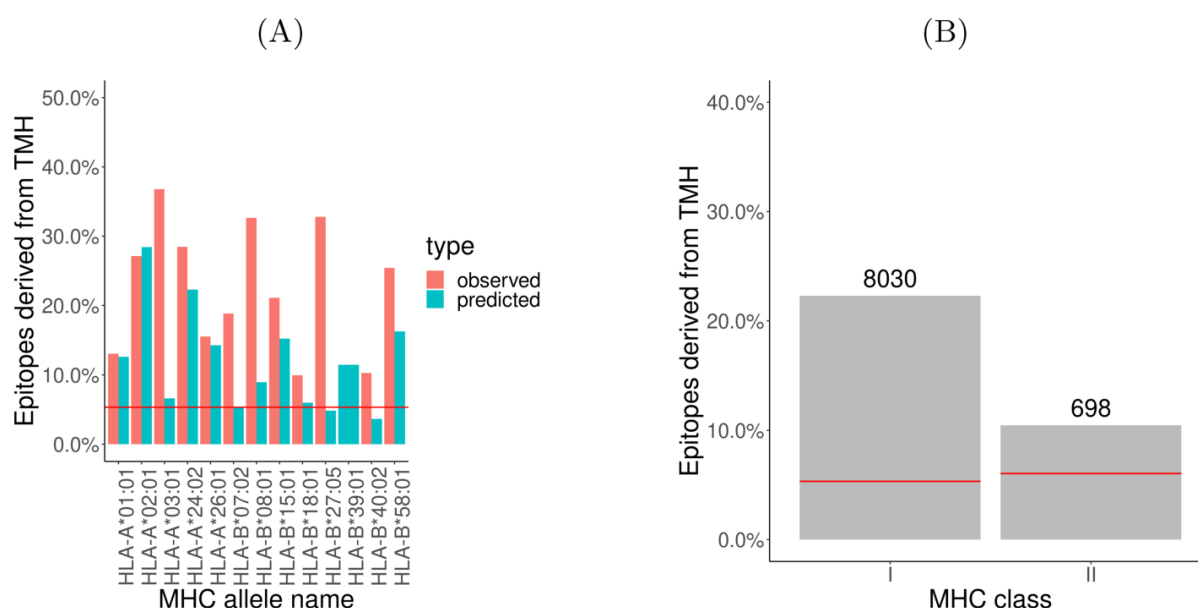 (A)
Epitopes derived from TMH
50.0%
40.0%
30.0%
20.0%
10.0%
0.0%
HLA-A*01:01
HLA-A*02:01
HLA-A*03:01
HLA-A*24:02
HLA-A*26:01
HLA-B*07:02
HLA-B*08:01
HLA-B*15:01
HLA-B*18:01
HLA-B*27:05
HLA-B*39:01
HLA-B*40:02
HLA-B*58:01
MHC allele name
type
observed
predicted
(B)
Epitopes derived from TMH
40.0%
30.0%
20.0%
10.0%
0.0%
8030
698
I
II
MHC class